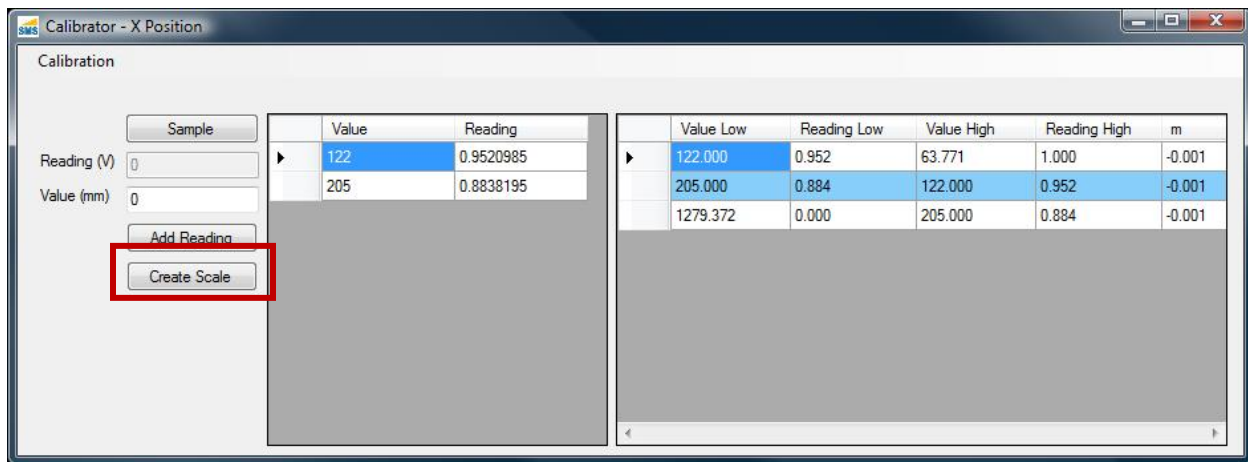 SMS Calibrator - X Position
Calibration
Sample
Reading (V) 0
Value (mm) 0
Add Reading
Create Scale
Value Reading
122 0.9520985
205 0.8838195
Value Low Reading Low Value High Reading High m
122.000 0.952 63.771 1.000 -0.001
205.000 0.884 122.000 0.952 -0.001
1279.372 0.000 205.000 0.884 -0.001